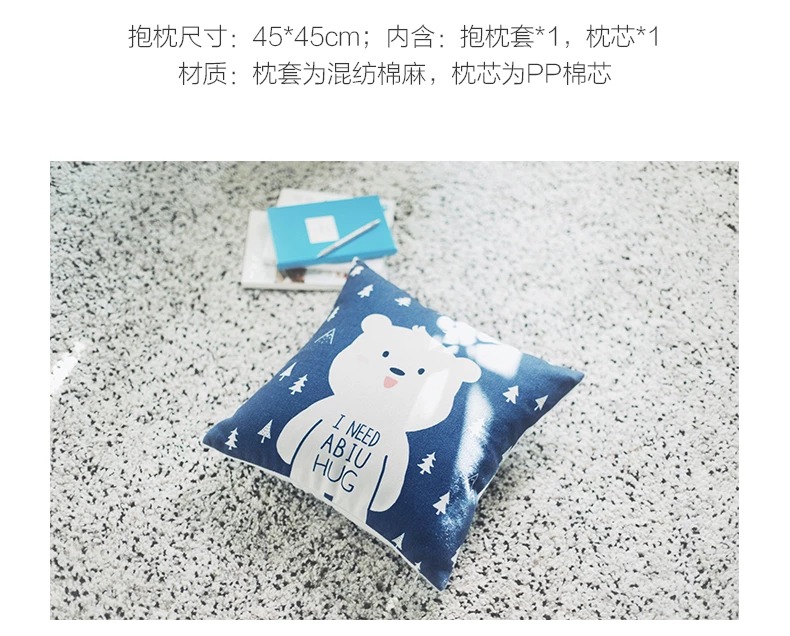 抱枕尺寸：45*45cm；内含：抱枕套*1，枕芯*1
材质：枕套为混纺棉麻，枕芯为PP棉芯
I NEED
ABIU
HUG